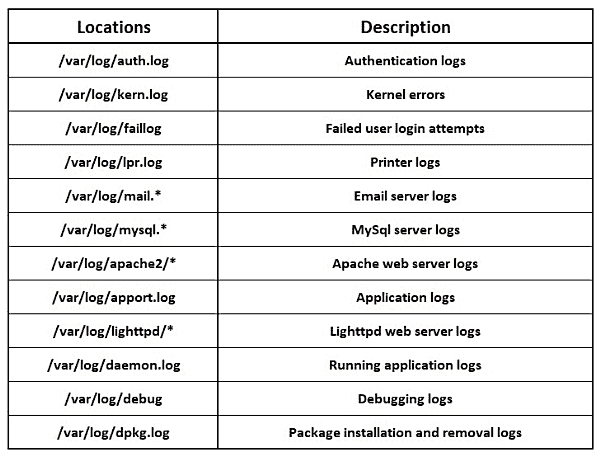 Locations Description
/var/log/auth.log Authentication logs
/var/log/kern.log Kernel errors
/var/log/faillog Failed user login attempts
/var/log/lpr.log Printer logs
/var/log/mail.* Email server logs
/var/log/mysql.* MySql server logs
/var/log/apache2/* Apache web server logs
/var/log/apport.log Application logs
/var/log/lighttpd/* Lighttpd web server logs
/var/log/daemon.log Running application logs
/var/log/debug Debugging logs
/var/log/dpkg.log Package installation and removal logs